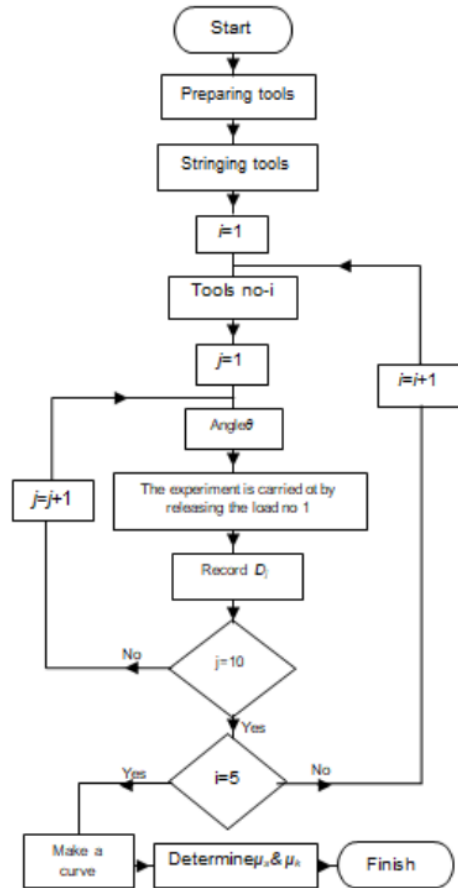 Start
Preparing tools
Stringing tools
i=1
Tools no-i
j=1
i=i+1
Angleθ
j=j+1
The experiment is carried ot by
releasing the load no 1
Record Dj
No
j=10
Yes
Yes
i=5
No
Make a
curve
Determineμs& μk
Finish